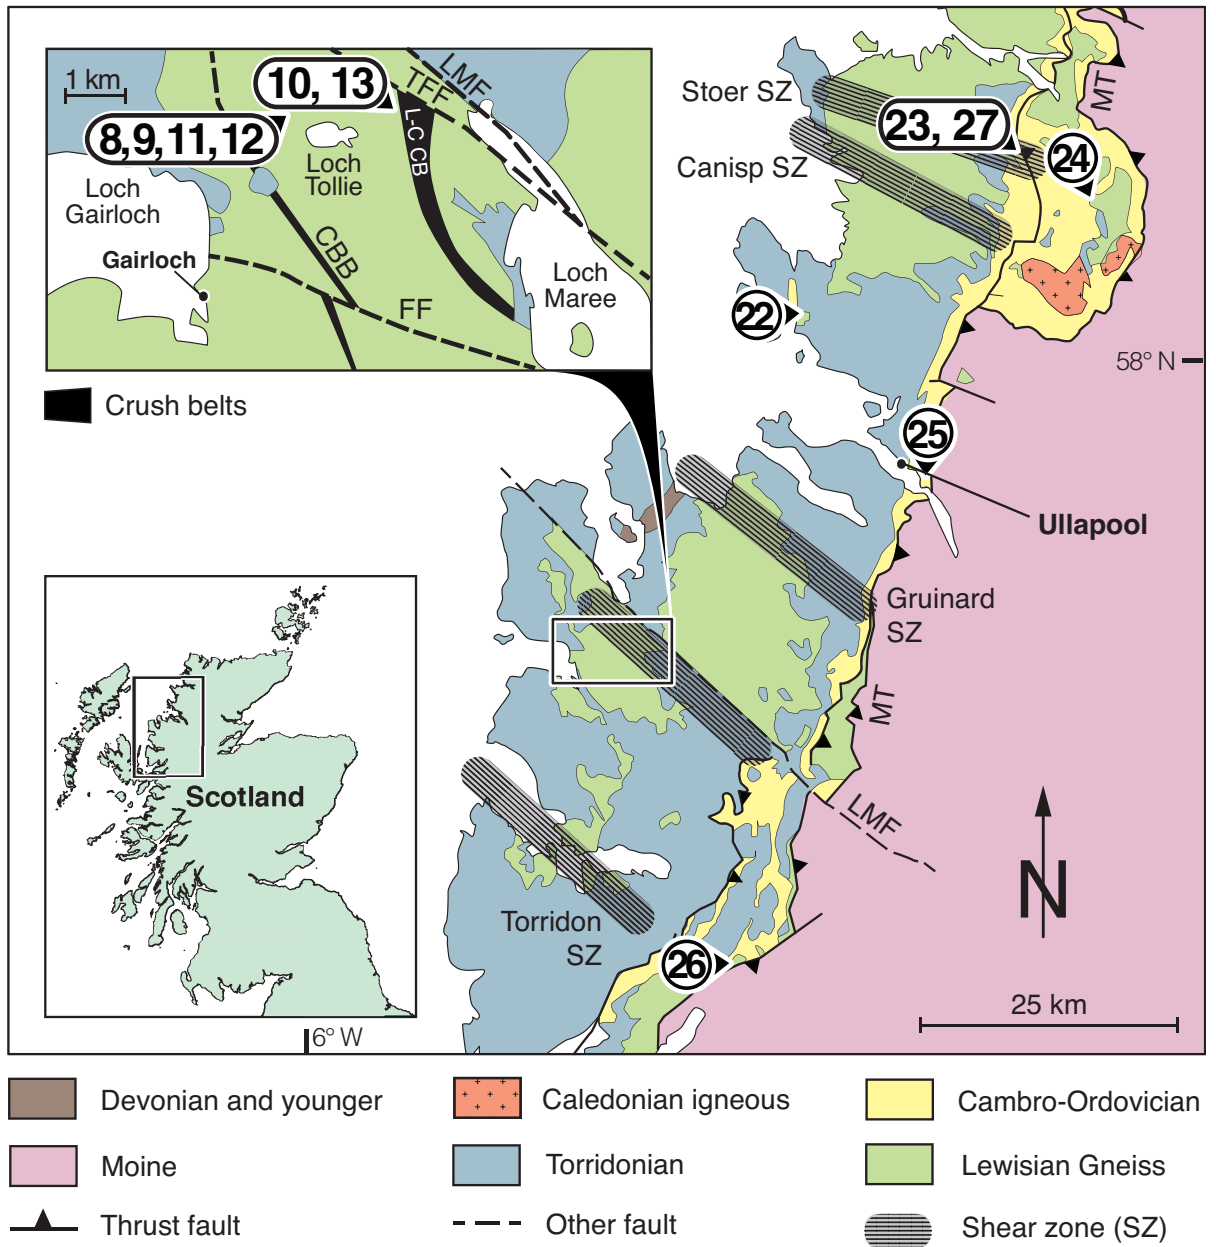 1 km
10, 13
LMF
TFF
8,9,11,12
L-C CB
Loch
Tollie
Loch
Gairloch
CBB
Gairloch
Loch
Maree
FF
Crush belts
Stoer SZ
MT
23, 27
24
Canisp SZ
22
58° N
25
Ullapool
Gruinard
SZ
MT
Scotland
LMF
N
Torridon
SZ
26
25 km
6° W
Devonian and younger
Caledonian igneous
Cambro-Ordovician
Moine
Torridonian
Lewisian Gneiss
Thrust fault
Other fault
Shear zone (SZ)